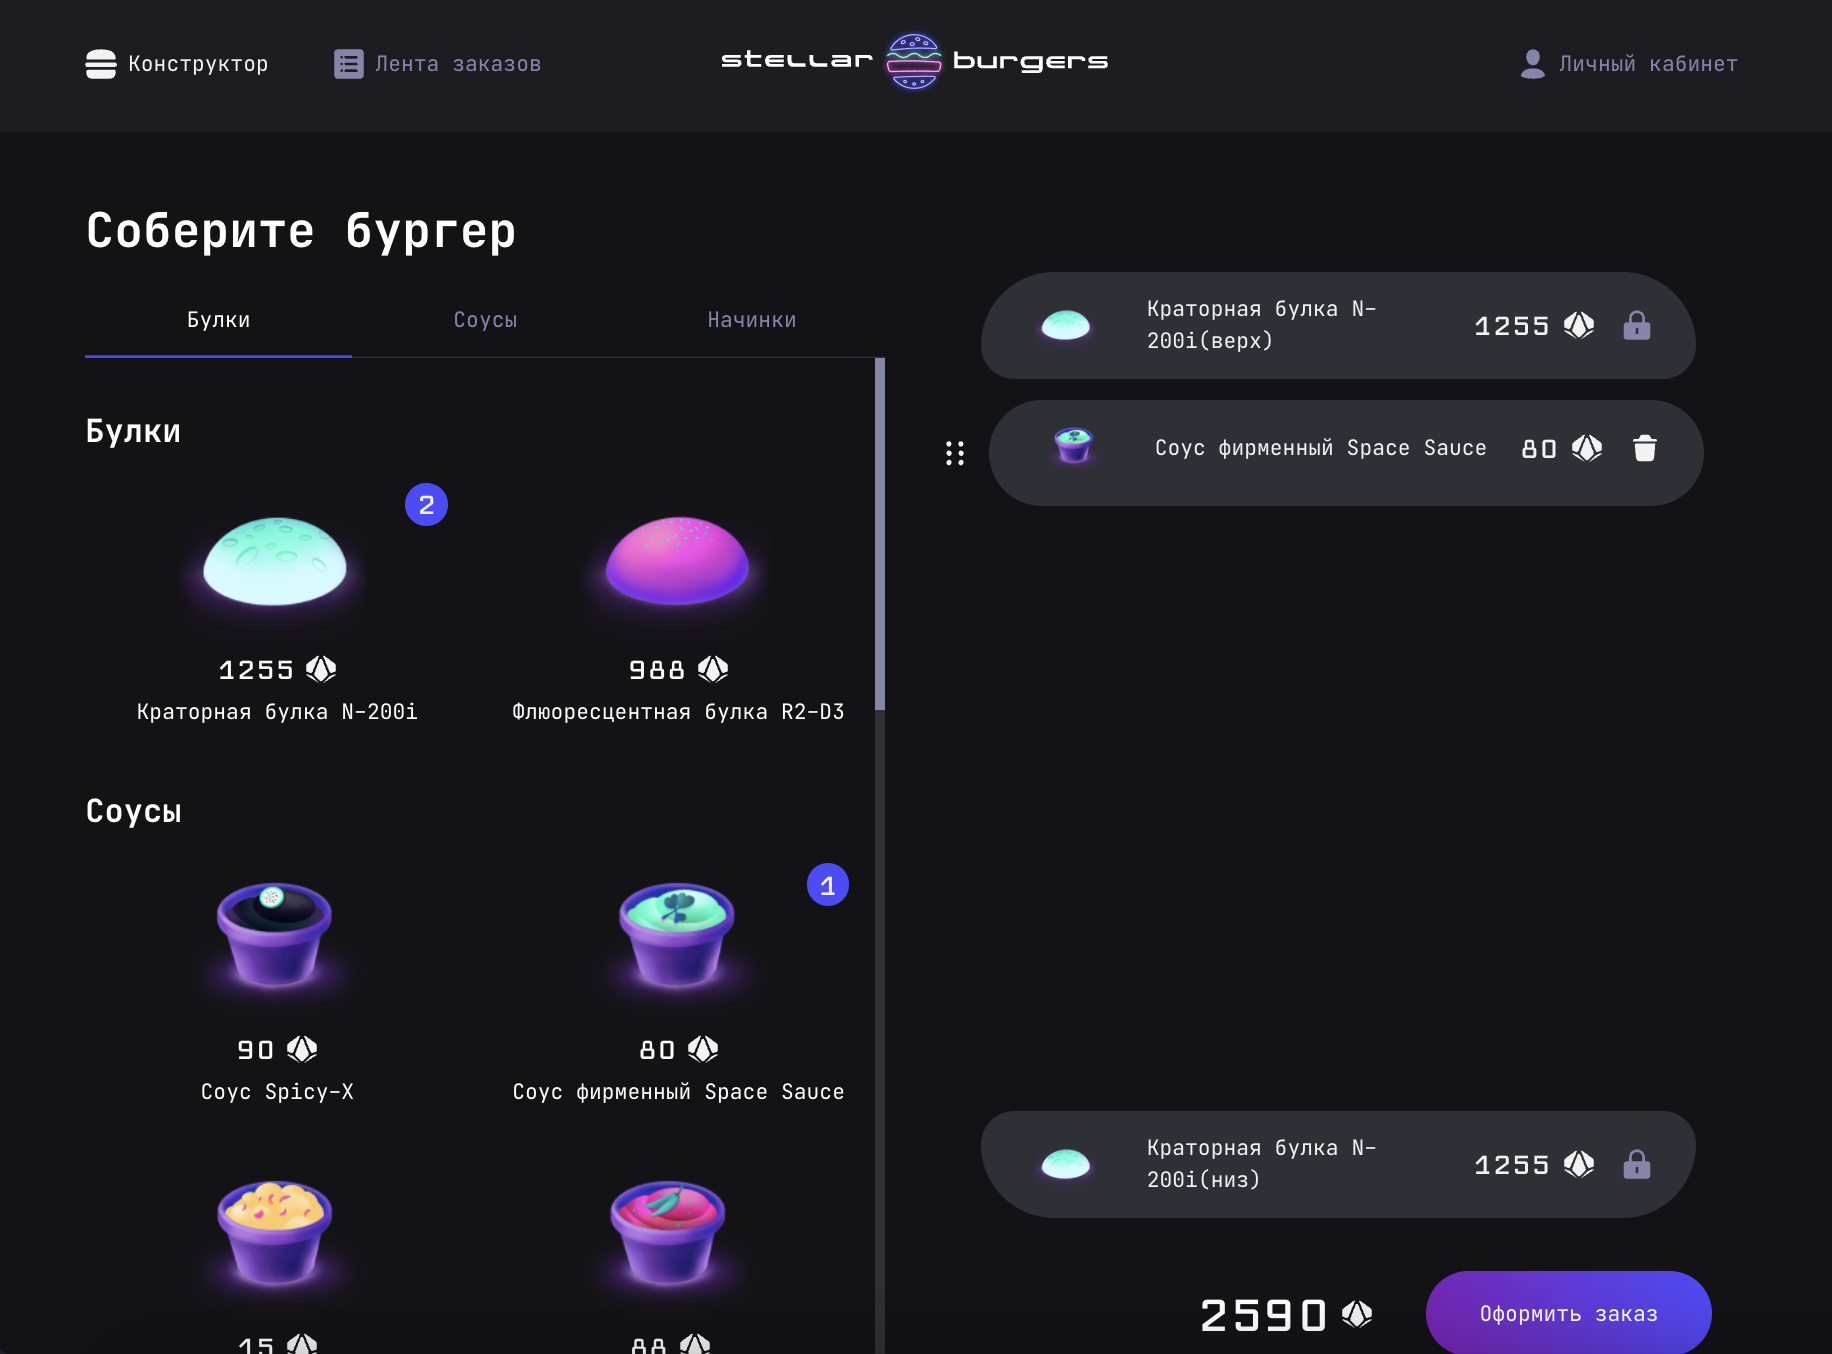 Конструктор
Лента заказов
stellar burgers
Личный кабинет
Соберите бургер
Булки
Соусы
Начинки
Булки
2
1255
988
Краторная булка N-200i
Флюоресцентная булка R2-D3
Соусы
1
90
80
Соус Spicy-X
Соус фирменный Space Sauce
15
88
Краторная булка N-
200i(верх)
1255
Соус фирменный Space Sauce
80
Краторная булка N-
200i(низ)
1255
2590
Оформить заказ